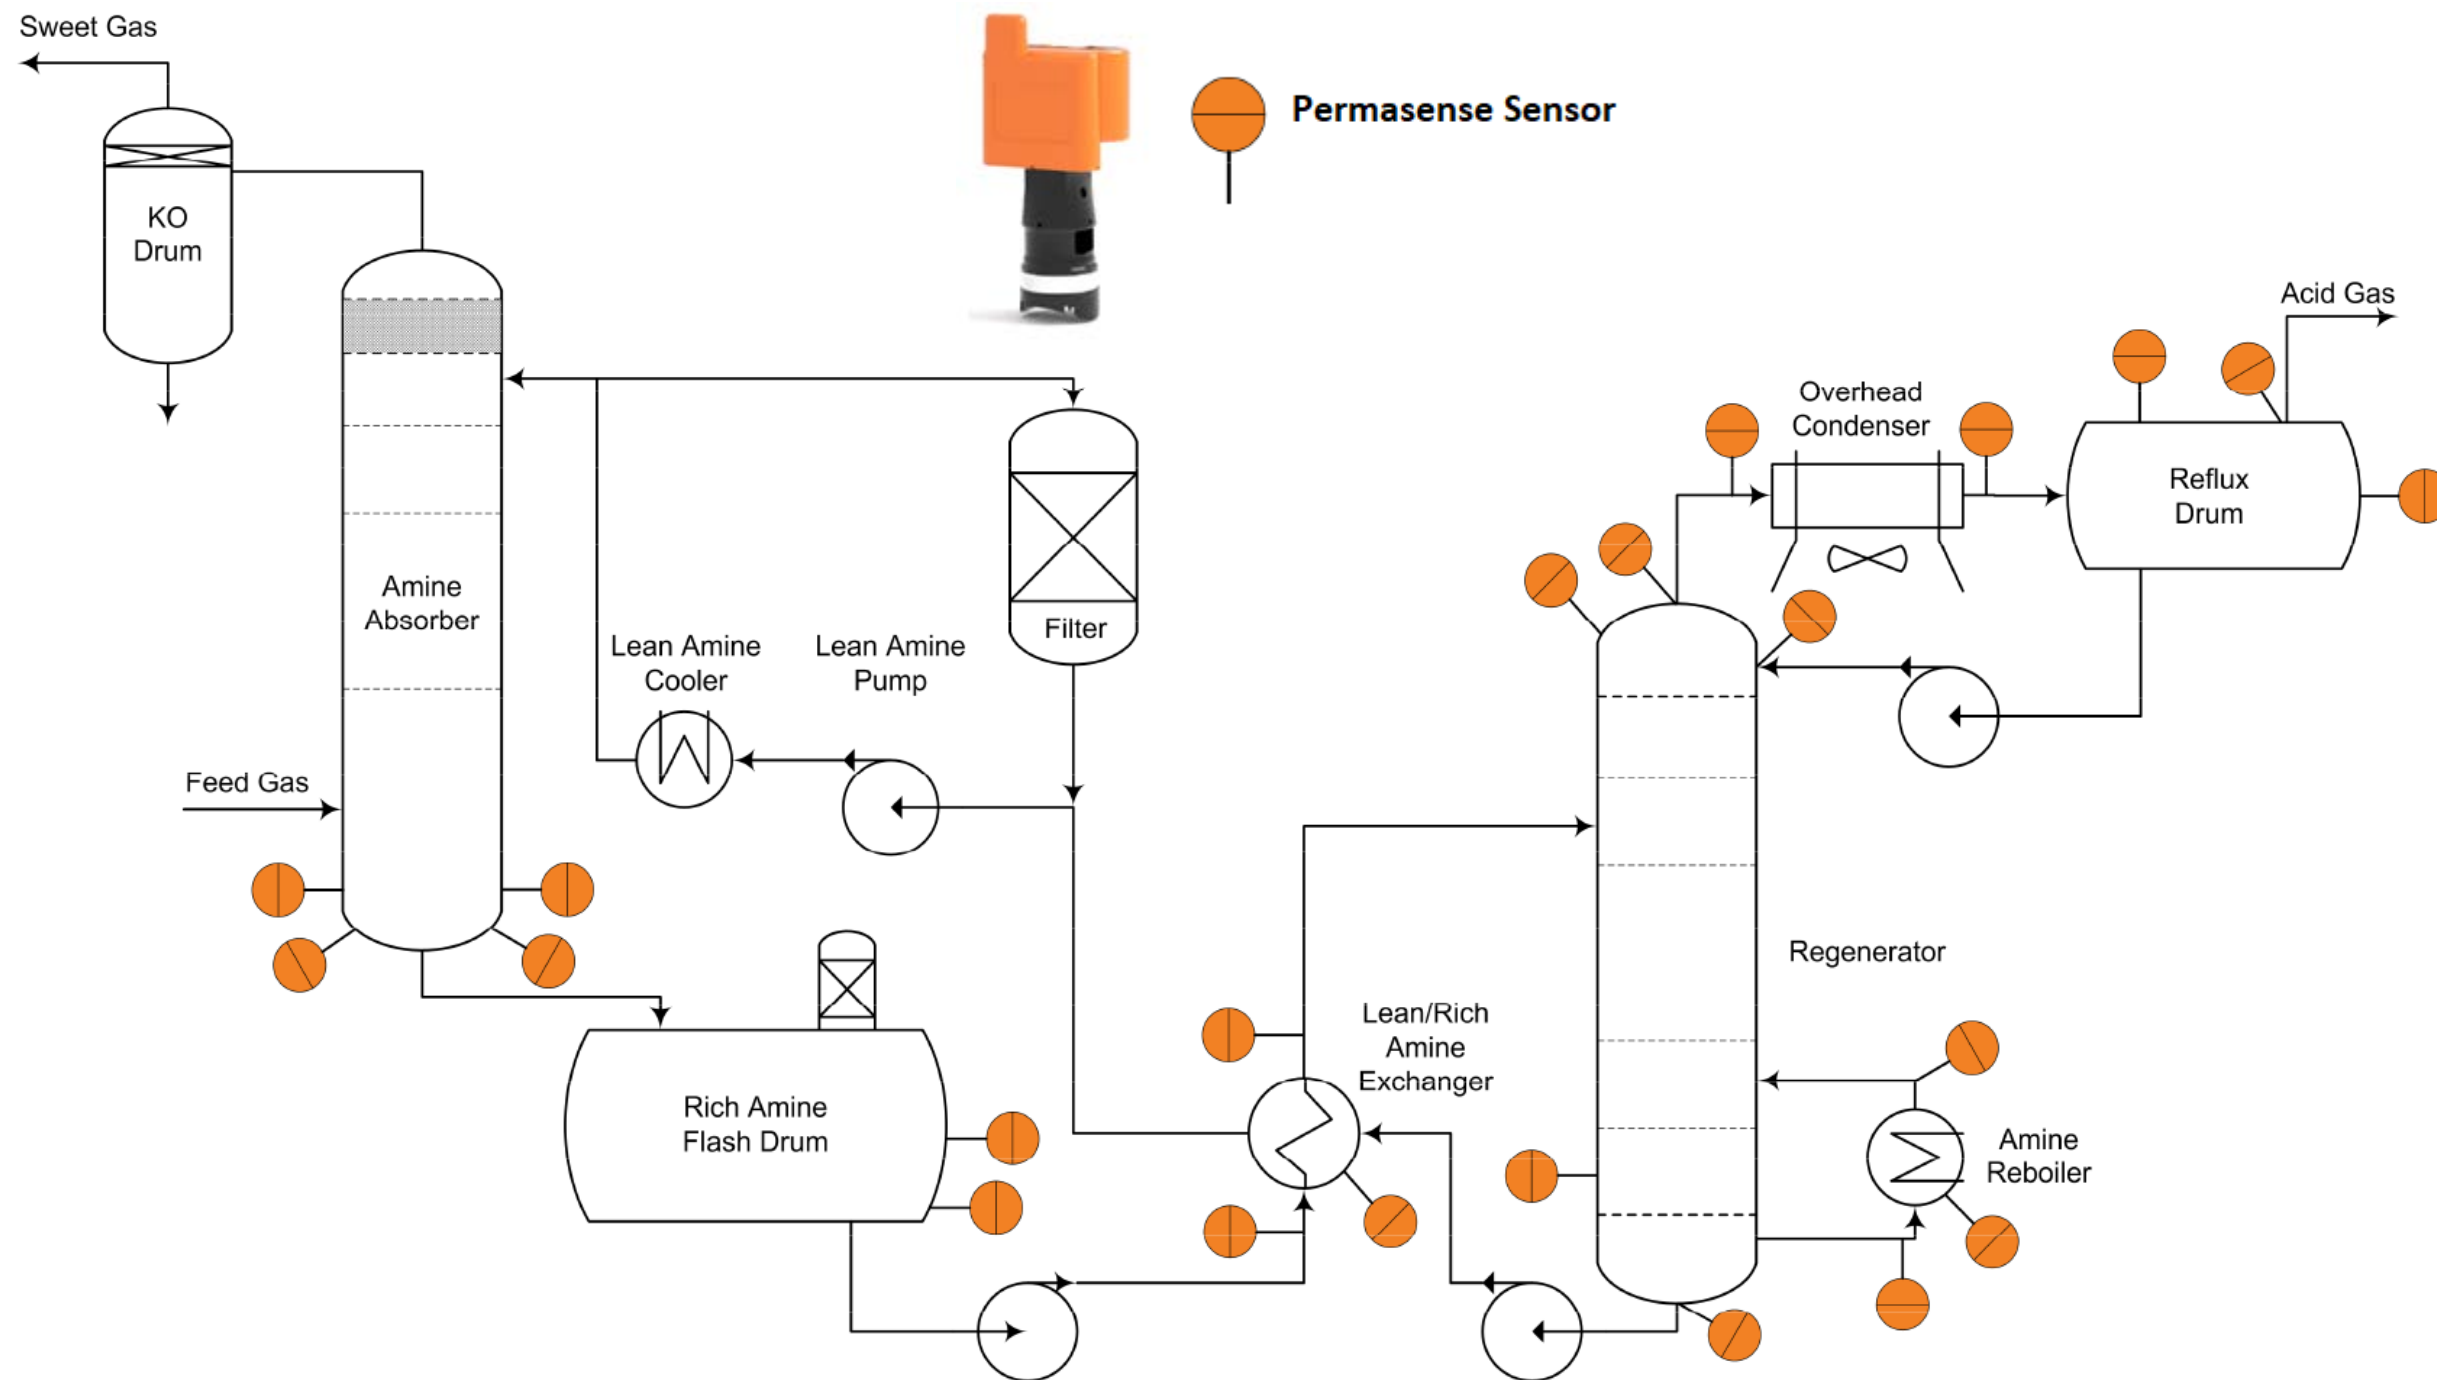 Sweet Gas
Permasense Sensor
KO
Drum
Acid Gas
Overhead
Condenser
Reflux
Drum
Amine
Absorber
Filter
Lean Amine
Cooler
Lean Amine
Pump
Feed Gas
Regenerator
Lean/Rich
Amine
Exchanger
Rich Amine
Flash Drum
Amine
Reboiler